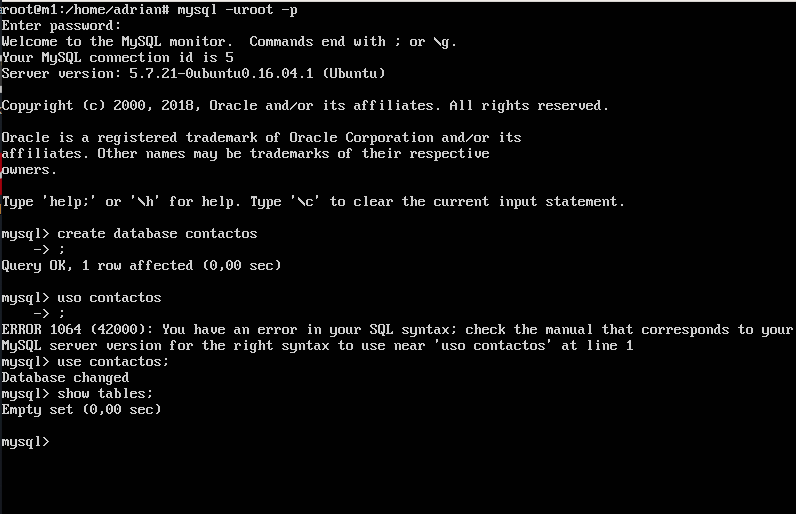 root@m1:/home/adrian# mysql -uroot -p
Enter password:
Welcome to the MySQL monitor.  Commands end with ; or \g.
Your MySQL connection id is 5
Server version: 5.7.21-0ubuntu0.16.04.1 (Ubuntu)
Copyright (c) 2000, 2018, Oracle and/or its affiliates. All rights reserved.
Oracle is a registered trademark of Oracle Corporation and/or its
affiliates. Other names may be trademarks of their respective
owners.
Type 'help;' or '\h' for help. Type '\c' to clear the current input statement.
mysql> create database contactos
    -> ;
Query OK, 1 row affected (0,00 sec)
mysql> uso contactos
    -> ;
ERROR 1064 (42000): You have an error in your SQL syntax; check the manual that corresponds to your
MySQL server version for the right syntax to use near 'uso contactos' at line 1
mysql> use contactos;
Database changed
mysql> show tables;
Empty set (0,00 sec)
mysql>